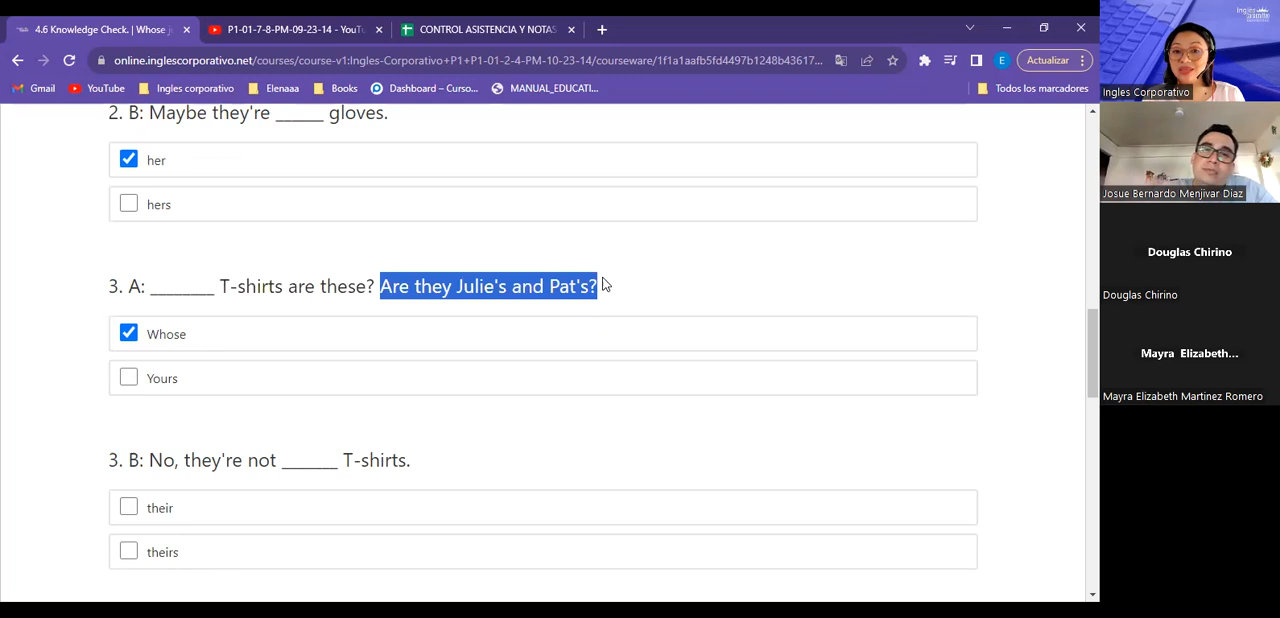 4.6 Knowledge Check. | Whose j
P1-01-7-8-PM-09-23-14 - YouT
CONTROL ASISTENCIA Y NOTAS
online.inglescorporativo.net/courses/course-v1:Ingles-Corporativo+P1+P1-01-2-4-PM-10-23-14/courseware/1f1a1aafb5fd4497b1248b43617...
E
Actualizar
Gmail
YouTube
Ingles corporativo
Elenaaa
Books
Dashboard – Curso...
MANUAL_EDUCATI...
Todos los marcadores
2. B: Maybe they're ______ gloves.
her
hers
3. A: ________ T-shirts are these? Are they Julie's and Pat's?
Whose
Yours
3. B: No, they're not _______ T-shirts.
their
theirs
Ingles
Ingles Corporativo
Josue Bernardo Menjivar Diaz
Douglas Chirino
Douglas Chirino
Mayra Elizabeth...
Mayra Elizabeth Martinez Romero